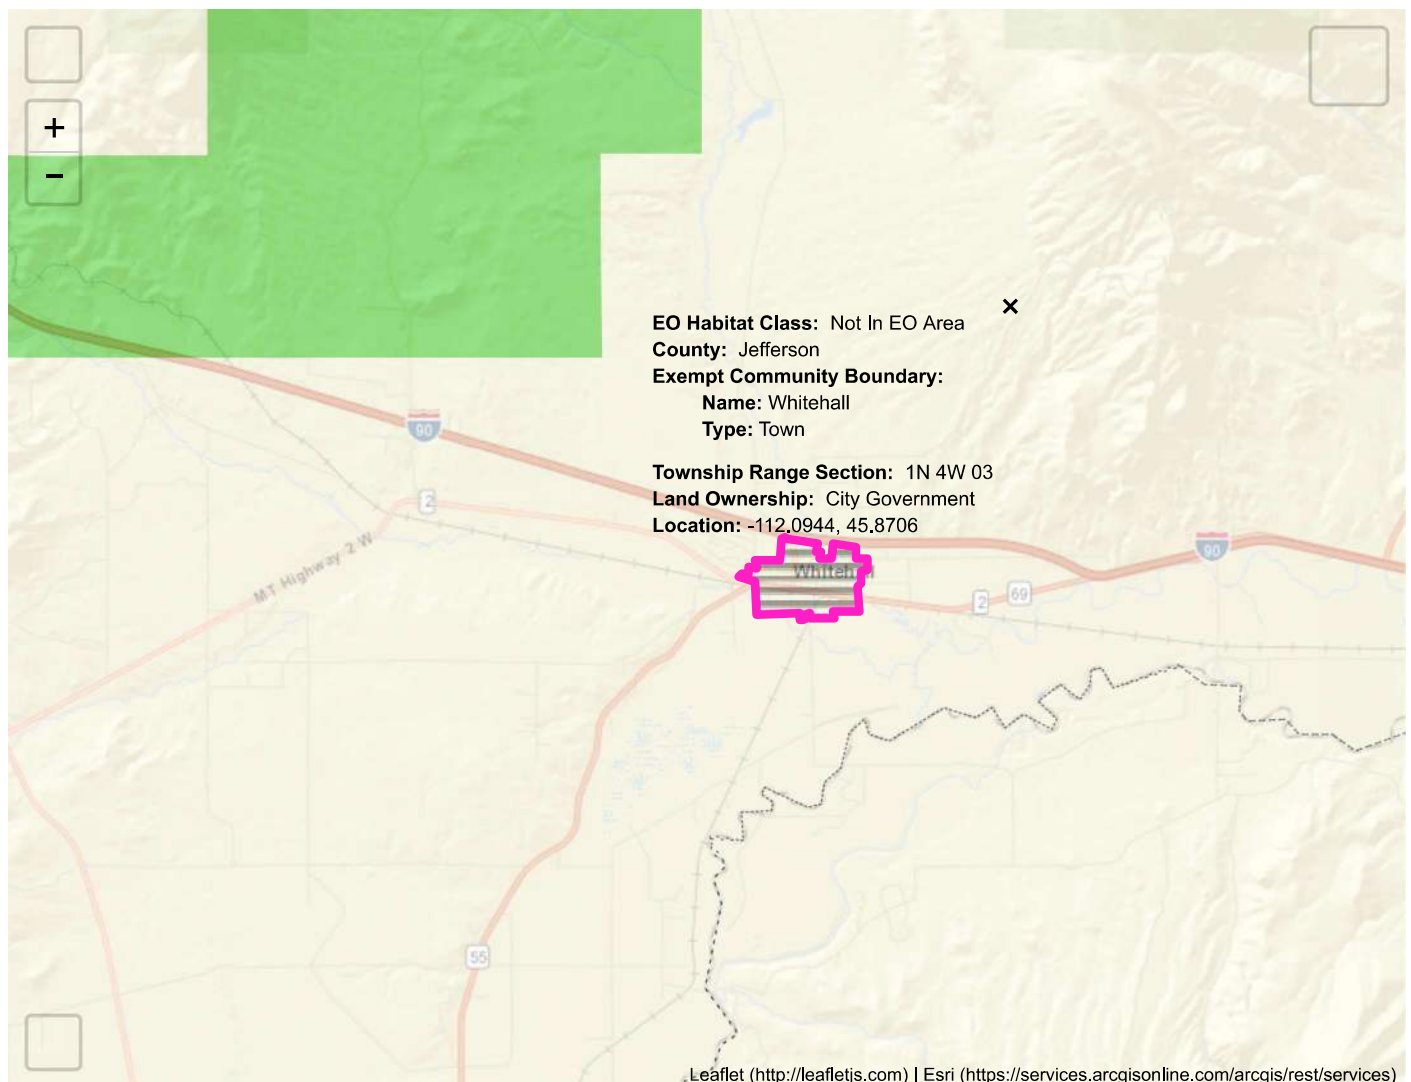 +
−
×
EO Habitat Class: Not In EO Area
County: Jefferson
Exempt Community Boundary:
Name: Whitehall
Type: Town
Township Range Section: 1N 4W 03
Land Ownership: City Government
Location: -112.0944, 45.8706
90
2
MT Highway 2 W
90
Whitehall
2
69
55
Leaflet (http://leafletjs.com) | Esri (https://services.arcgisonline.com/arcgis/rest/services)